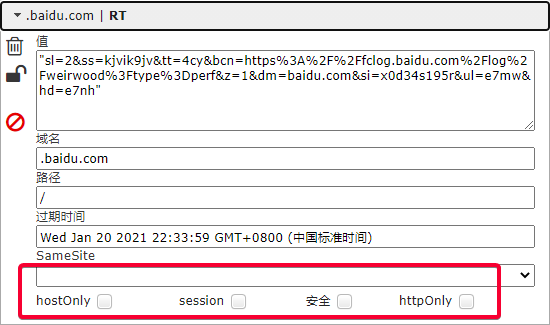 .baidu.com | RT
值
"sl=2&ss=kjvik9jv&tt=4cy&bcn=https%3A%2F%2Ffclog.baidu.com%2Flog%2
Fweirwood%3Ftype%3Dperf&z=1&dm=baidu.com&si=x0d34s195r&ul=e7mw&
hd=e7nh"
域名
.baidu.com
路径
/
过期时间
Wed Jan 20 2021 22:33:59 GMT+0800 (中国标准时间)
SameSite
hostOnly session 安全 httpOnly